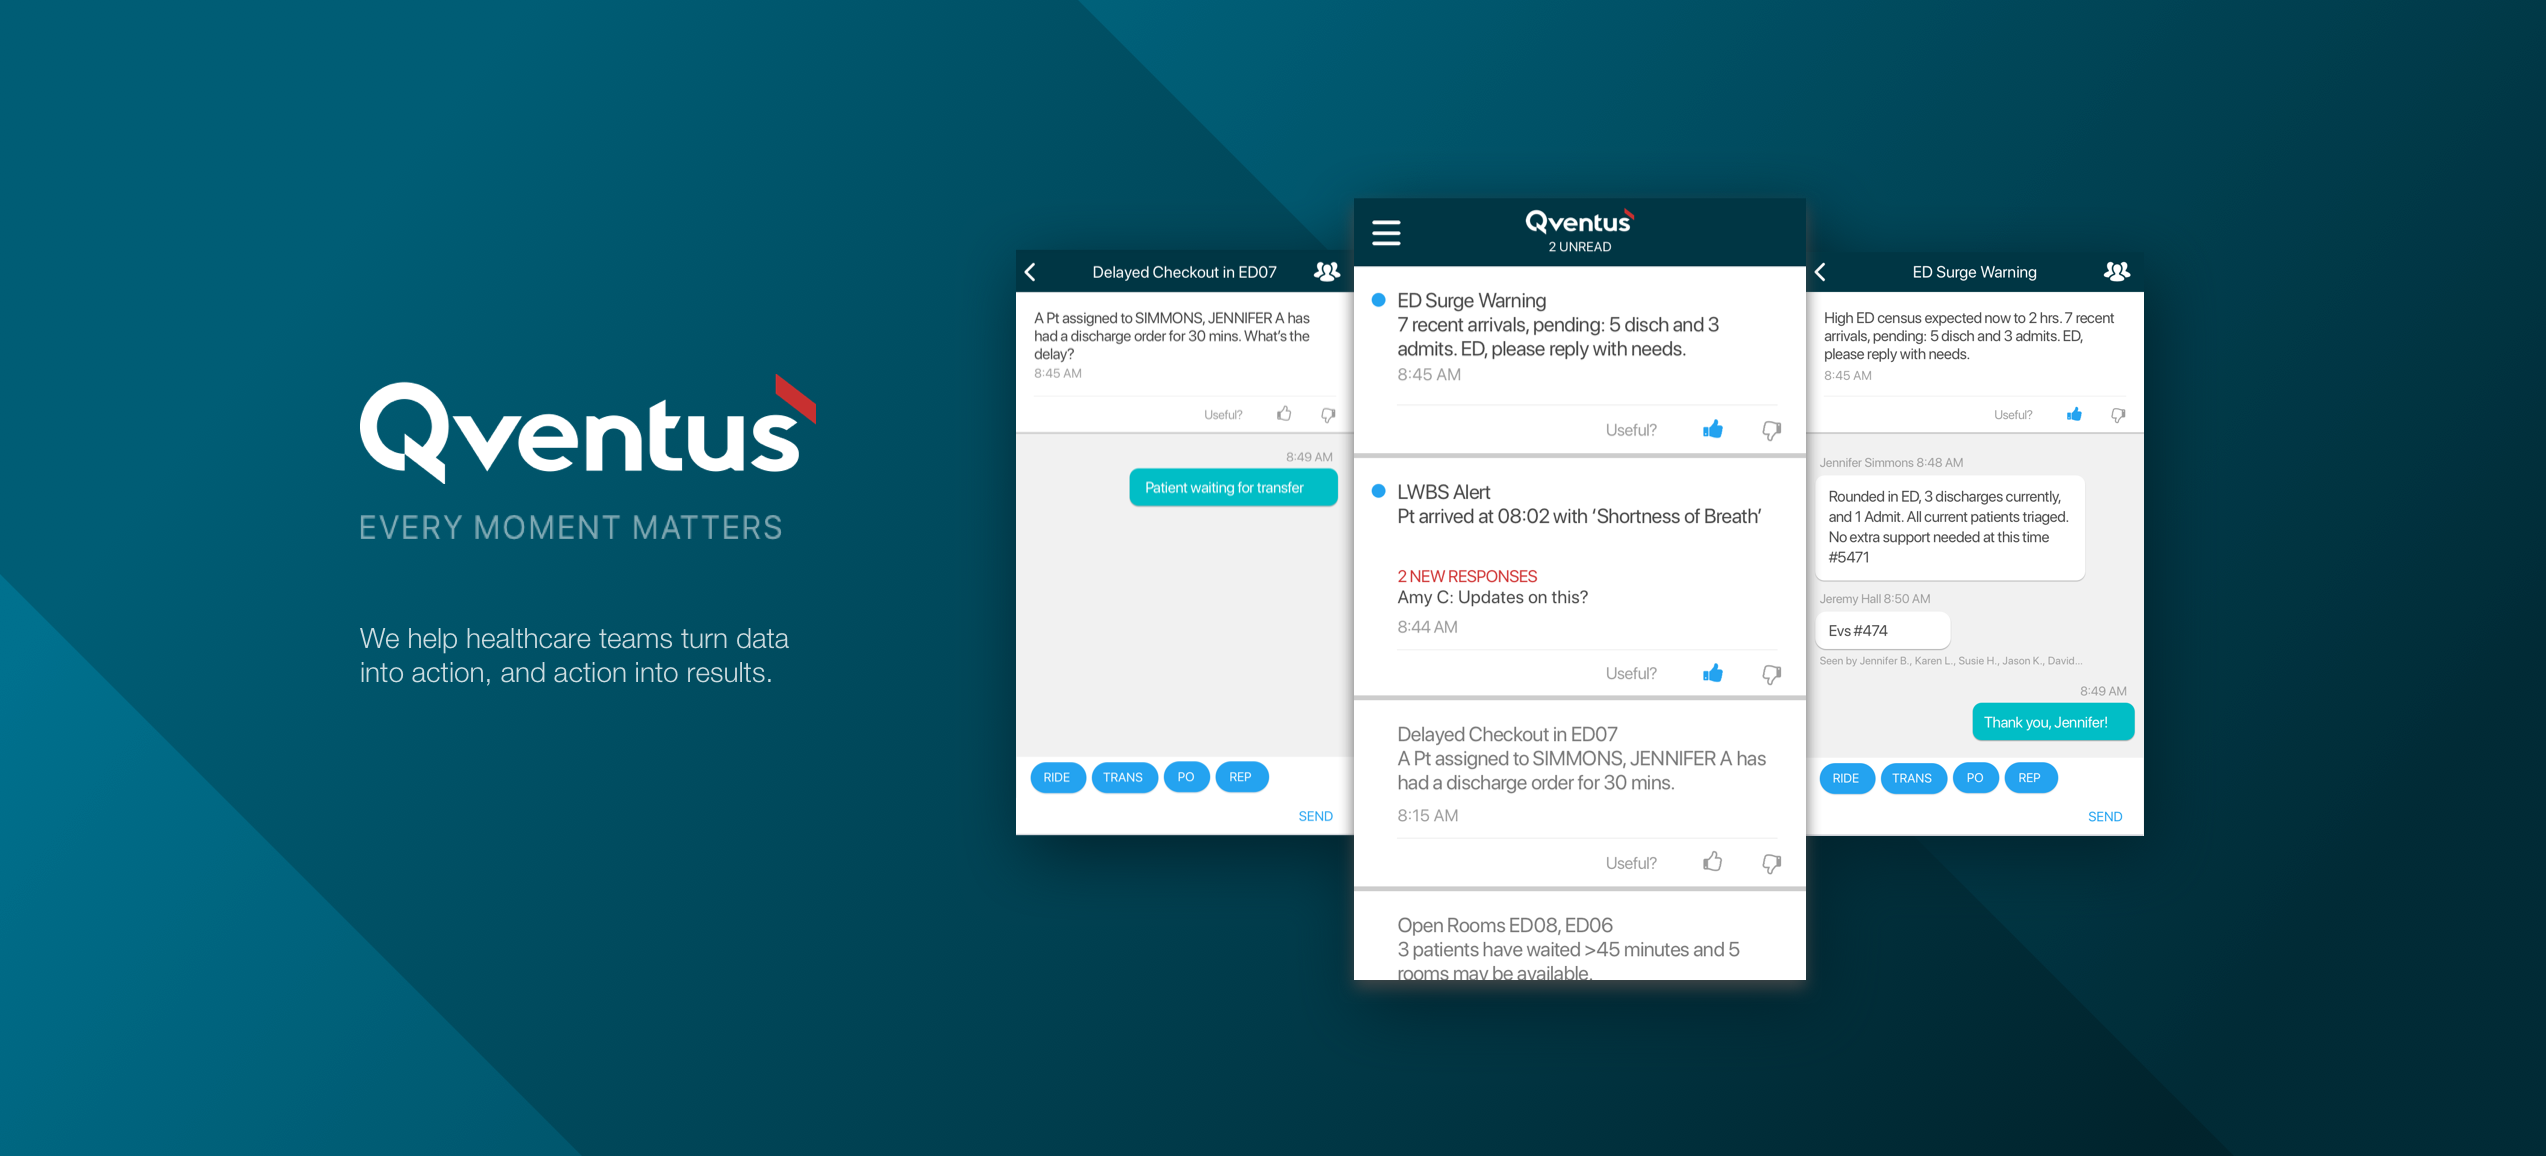 Qventus
EVERY MOMENT MATTERS
We help healthcare teams turn data
into action, and action into results.
Delayed Checkout in ED07
A Pt assigned to SIMMONS, JENNIFER A has
had a discharge order for 30 mins. What's the
delay?
8:45 AM
Useful?
8:49 AM
Patient waiting for transfer
RIDE TRANS PO REP
SEND
Qventus
2 UNREAD
ED Surge Warning
7 recent arrivals, pending: 5 disch and 3
admits. ED, please reply with needs.
8:45 AM
Useful?
LWBS Alert
Pt arrived at 08:02 with ‘Shortness of Breath’
2 NEW RESPONSES
Amy C: Updates on this?
8:44 AM
Useful?
Delayed Checkout in ED07
A Pt assigned to SIMMONS, JENNIFER A has
had a discharge order for 30 mins.
8:15 AM
Useful?
Open Rooms ED08, ED06
3 patients have waited >45 minutes and 5
rooms may be available.
ED Surge Warning
High ED census expected now to 2 hrs. 7 recent
arrivals, pending: 5 disch and 3 admits. ED,
please reply with needs.
8:45 AM
Useful?
Jennifer Simmons 8:48 AM
Rounded in ED, 3 discharges currently,
and 1 Admit. All current patients triaged.
No extra support needed at this time
#5471
Jeremy Hall 8:50 AM
Evs #474
Seen by Jennifer B., Karen L., Susie H., Jason K., David...
8:49 AM
Thank you, Jennifer!
RIDE TRANS PO REP
SEND